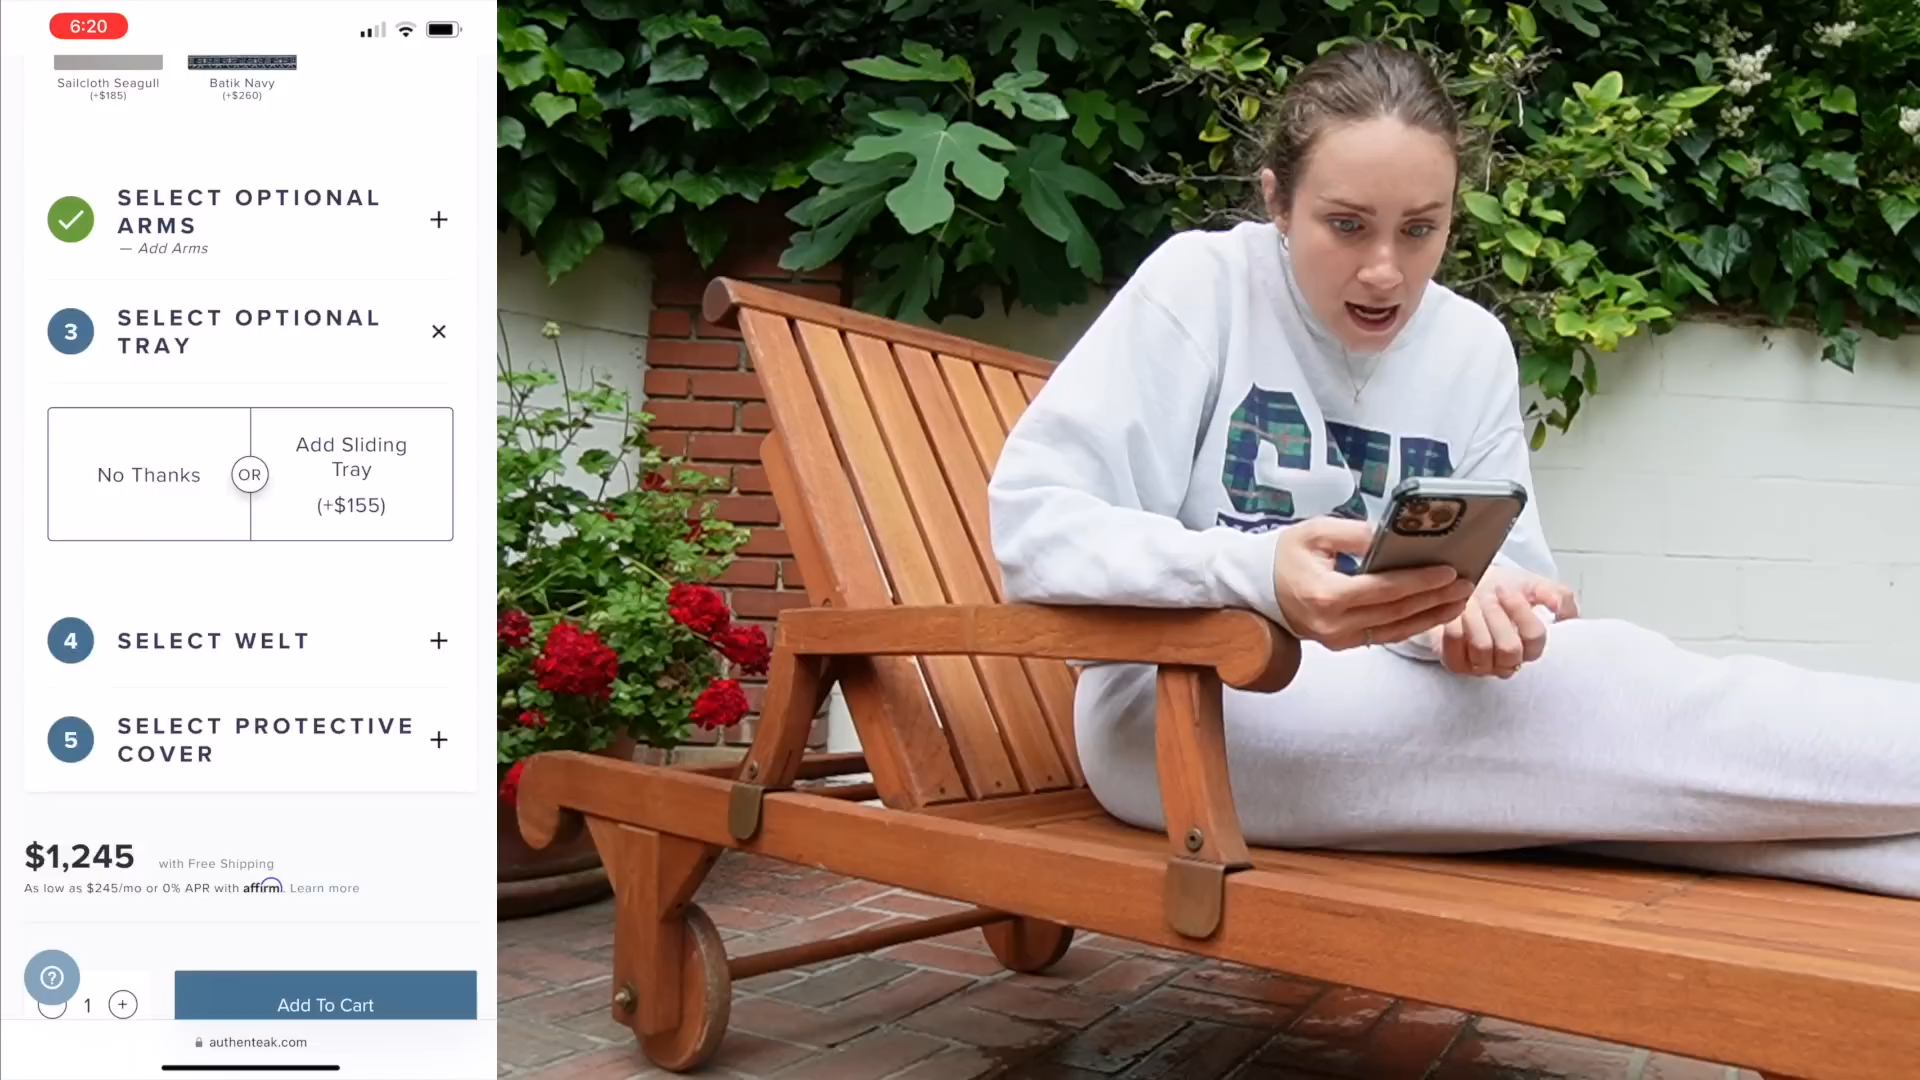 6:20
Sailcloth Seagull
(+$185)
Batik Navy
(+$260)
SELECT OPTIONAL
ARMS
— Add Arms
+
3
SELECT OPTIONAL
TRAY
×
No Thanks
OR
Add Sliding
Tray
(+$155)
4
SELECT WELT
+
5
SELECT PROTECTIVE
COVER
+
$1,245
with Free Shipping
As low as $245/mo or 0% APR with affirm. Learn more
?
1
+
Add To Cart
authenteak.com